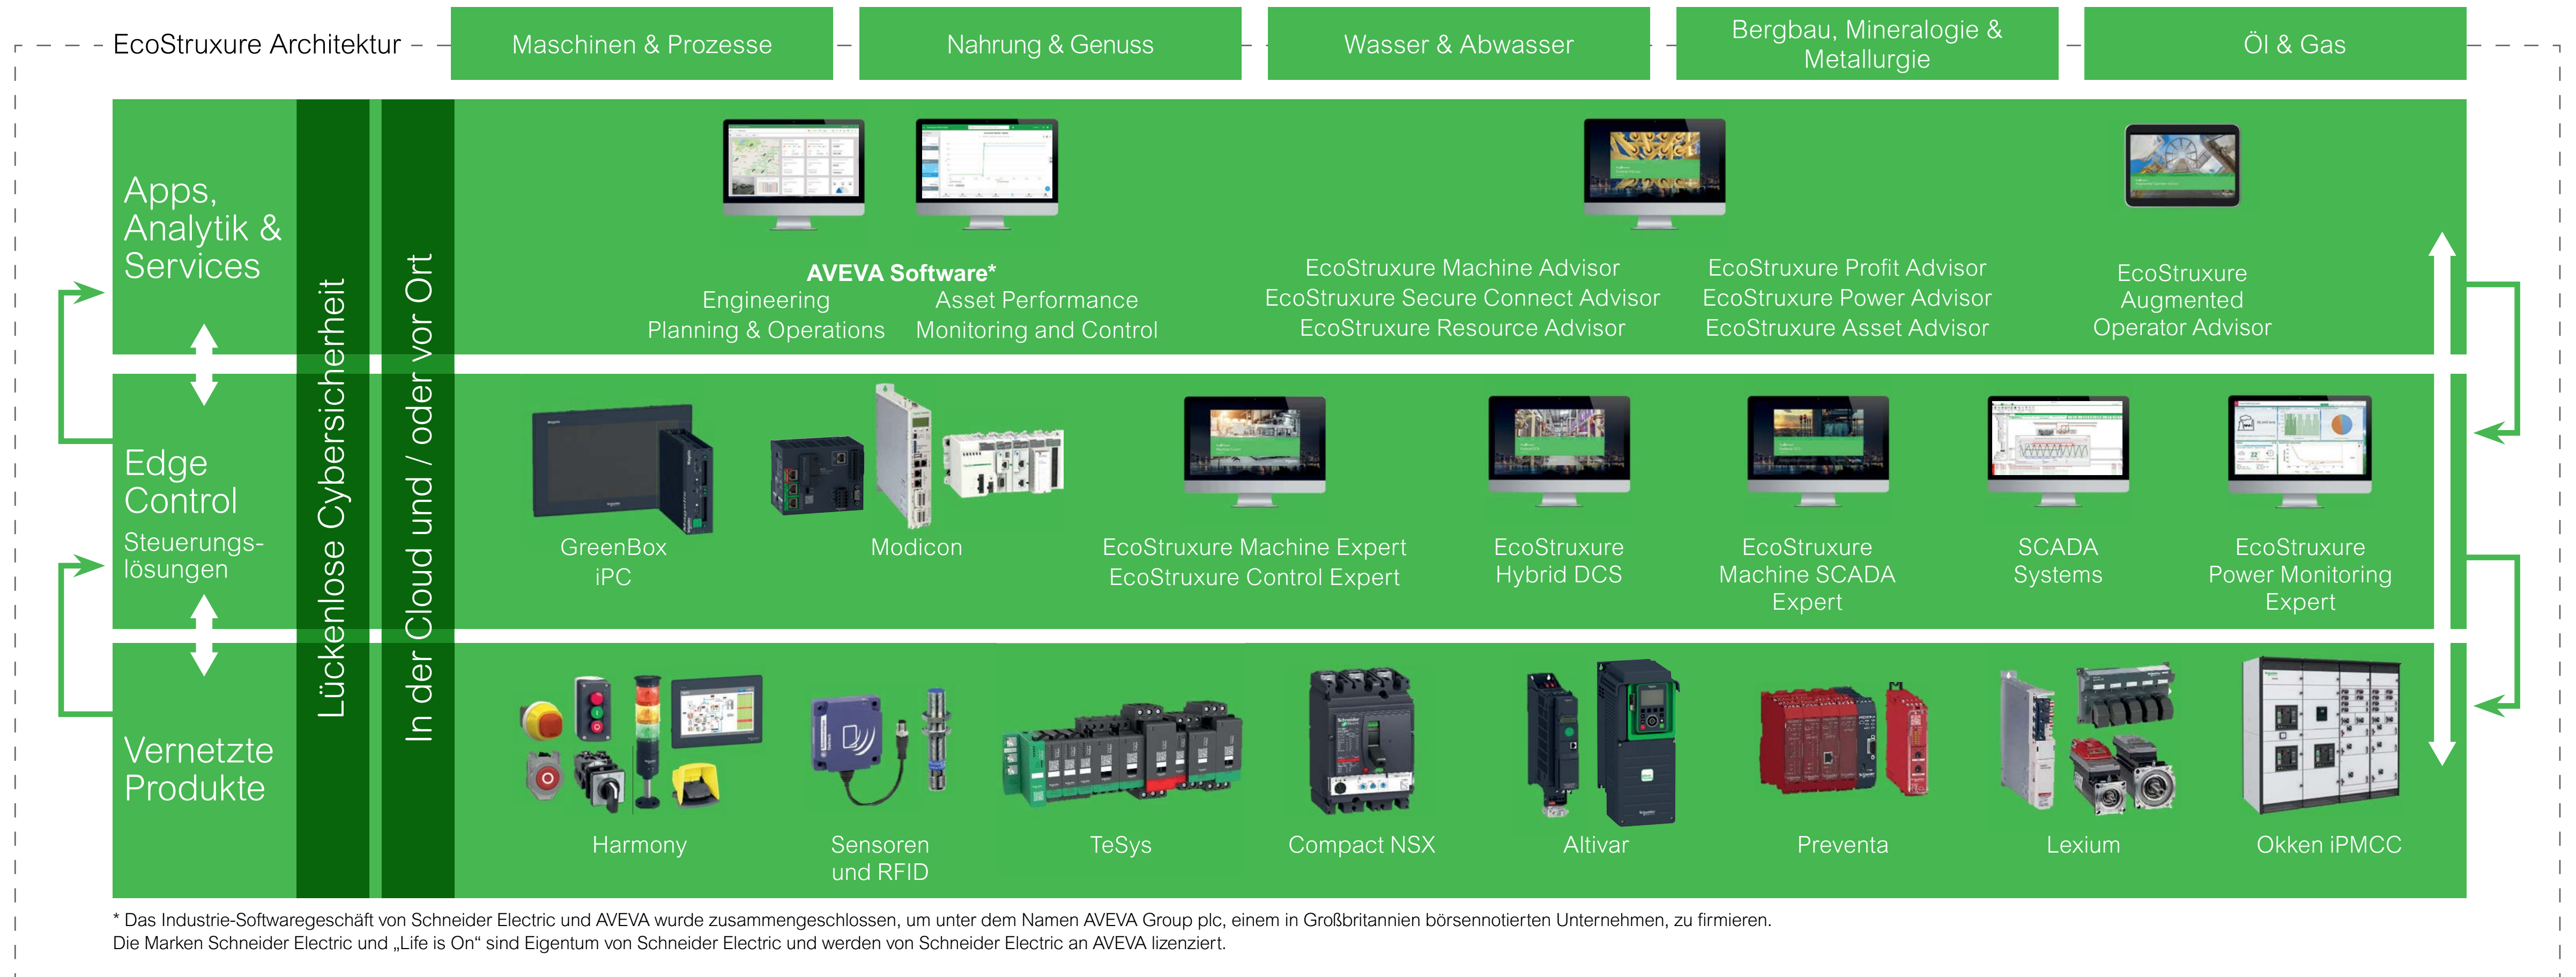 EcoStruxure Architektur
Maschinen & Prozesse
Nahrung & Genuss
Wasser & Abwasser
Bergbau, Mineralogie &
Metallurgie
Öl & Gas
Apps,
Analytik &
Services
Lückenlose Cybersicherheit
In der Cloud und / oder vor Ort
AVEVA Software*
Engineering
Planning & Operations
Asset Performance
Monitoring and Control
EcoStruxure Machine Advisor
EcoStruxure Secure Connect Advisor
EcoStruxure Resource Advisor
EcoStruxure Profit Advisor
EcoStruxure Power Advisor
EcoStruxure Asset Advisor
EcoStruxure
Augmented
Operator Advisor
Edge
Control
Steuerungs-
lösungen
GreenBox
iPC
Modicon
EcoStruxure Machine Expert
EcoStruxure Control Expert
EcoStruxure
Hybrid DCS
EcoStruxure
Machine SCADA
Expert
SCADA
Systems
EcoStruxure
Power Monitoring
Expert
Vernetzte
Produkte
Harmony
Sensoren
und RFID
TeSys
Compact NSX
Altivar
Preventa
Lexium
Okken iPMCC
* Das Industrie-Softwaregeschäft von Schneider Electric und AVEVA wurde zusammengeschlossen, um unter dem Namen AVEVA Group plc, einem in Großbritannien börsennotierten Unternehmen, zu firmieren.
Die Marken Schneider Electric und „Life is On“ sind Eigentum von Schneider Electric und werden von Schneider Electric an AVEVA lizenziert.